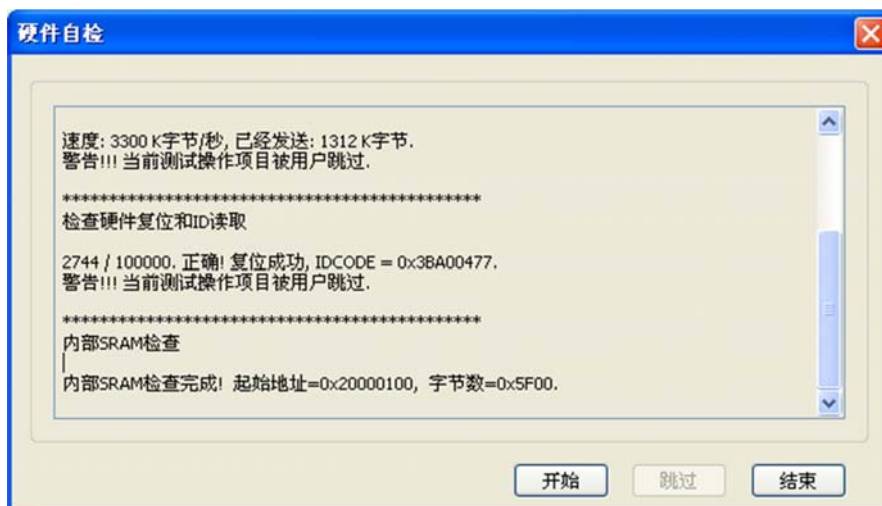 硬件自检
速度: 3300 K字节/秒, 已经发送: 1312 K字节.
警告!!! 当前测试操作项目被用户跳过.
*********************************************
检查硬件复位和ID读取
2744 / 100000. 正确! 复位成功, IDCODE = 0x3BA00477.
警告!!! 当前测试操作项目被用户跳过.
*********************************************
内部SRAM检查
内部SRAM检查完成! 起始地址=0x20000100, 字节数=0x5F00.
开始 跳过 结束